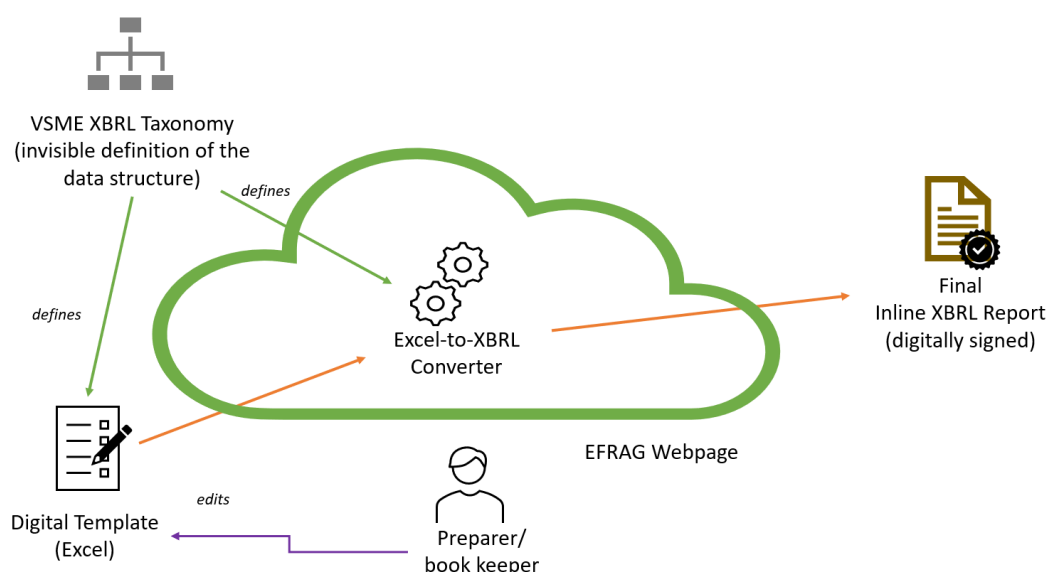 VSME XBRL Taxonomy
(invisible definition of the
data structure)
defines
defines
Excel-to-XBRL
Converter
Final
Inline XBRL Report
(digitally signed)
EFRAG Webpage
edits
Digital Template
(Excel)
Preparer/
book keeper